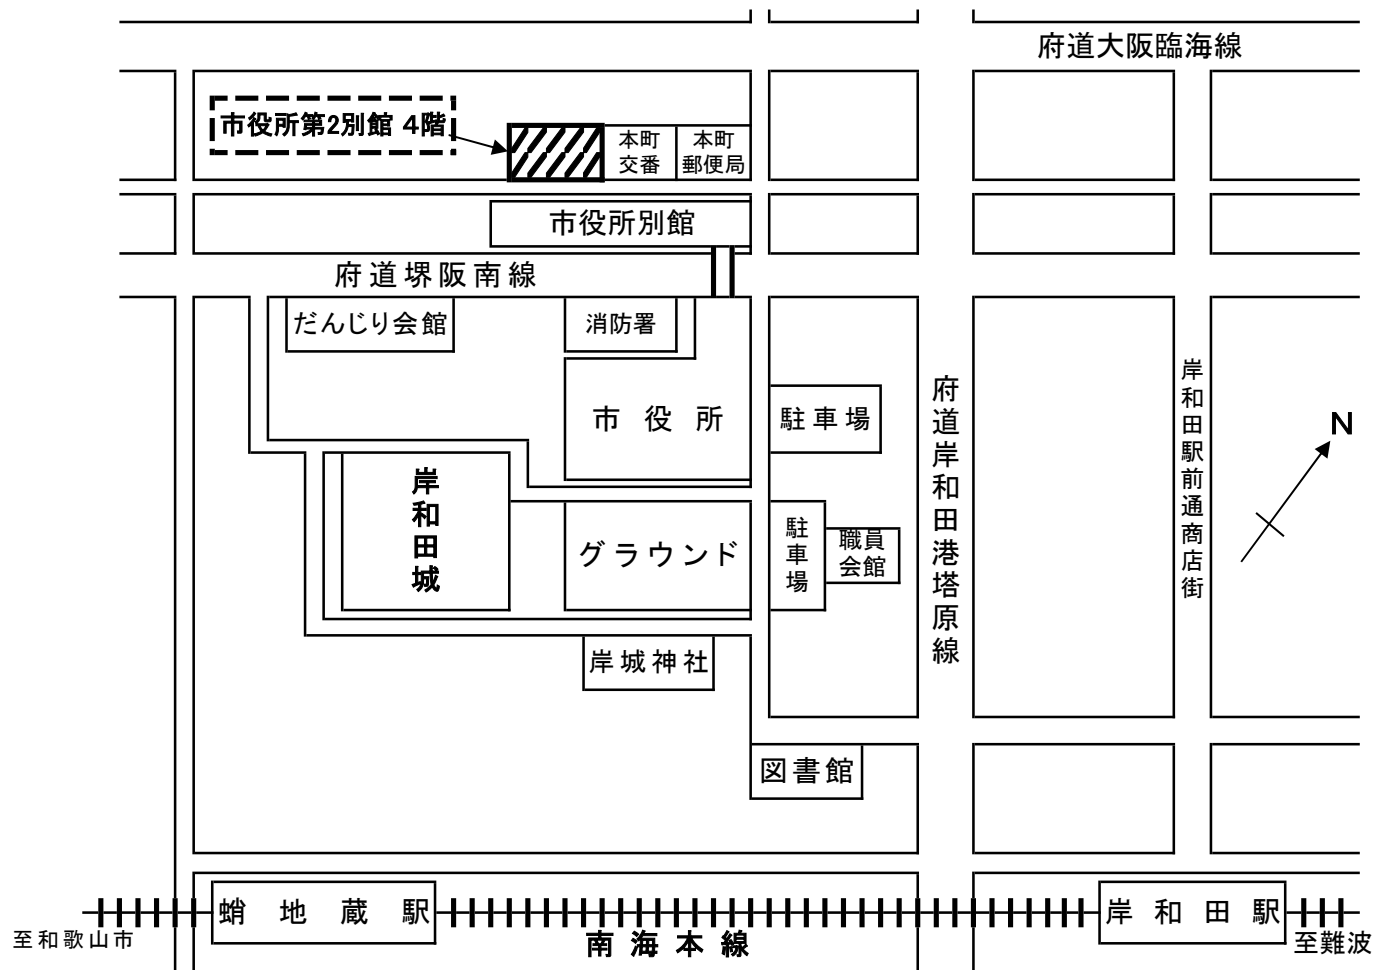 府道大阪臨海線
市役所第2別館 4階
本町
交番
本町
郵便局
市役所別館
府道堺阪南線
だんじり会館
消防署
市役所
駐車場
府道岸和田港塔原線
岸和田駅前通商店街
N
岸和田城
グラウンド
駐車場
職員
会館
岸城神社
図書館
蛸地蔵駅
岸和田駅
至和歌山市
南海本線
至難波